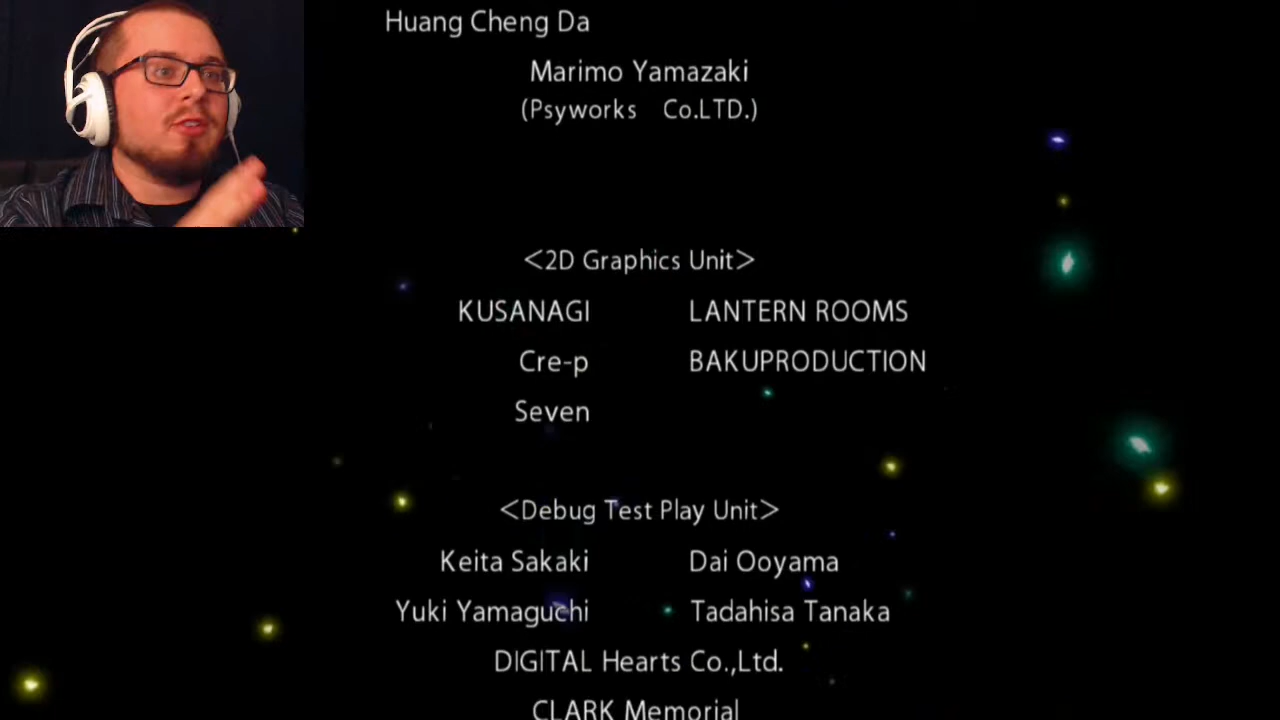 Huang Cheng Da
Marimo Yamazaki
(Psyworks Co.LTD.)
<2D Graphics Unit>
KUSANAGI LANTERN ROOMS
Cre-p BAKUPRODUCTION
Seven
<Debug Test Play Unit>
Keita Sakaki Dai Ooyama
Yuki Yamaguchi Tadahisa Tanaka
DIGITAL Hearts Co.,Ltd.
CLARK Memorial